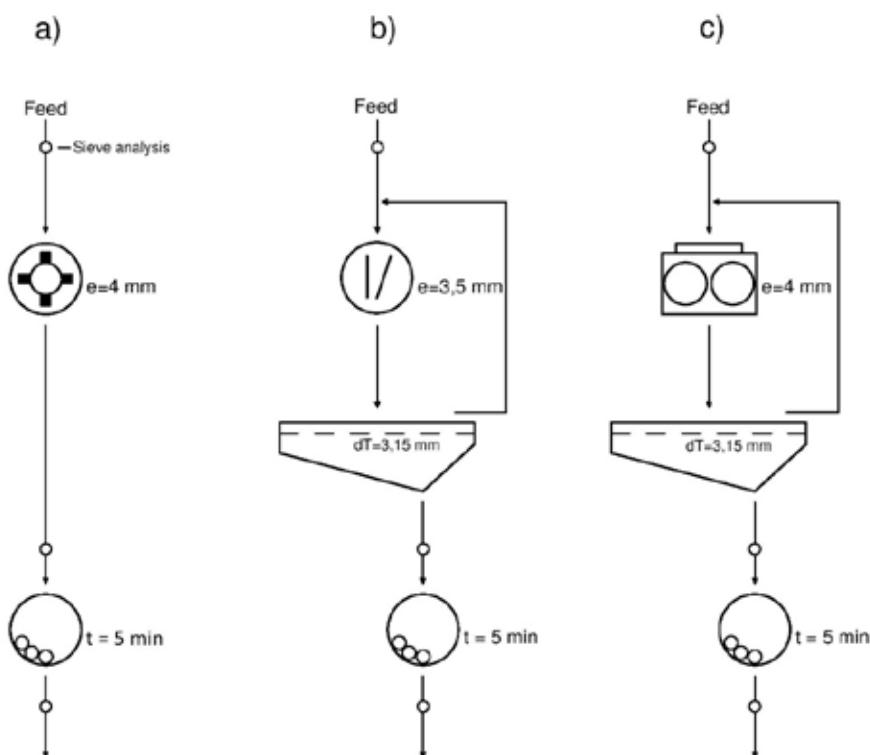 a)
b)
c)
Feed
Feed
Feed
Sieve analysis
e=4 mm
e=3,5 mm
e=4 mm
dT=3,15 mm
dT=3,15 mm
t = 5 min
t = 5 min
t = 5 min